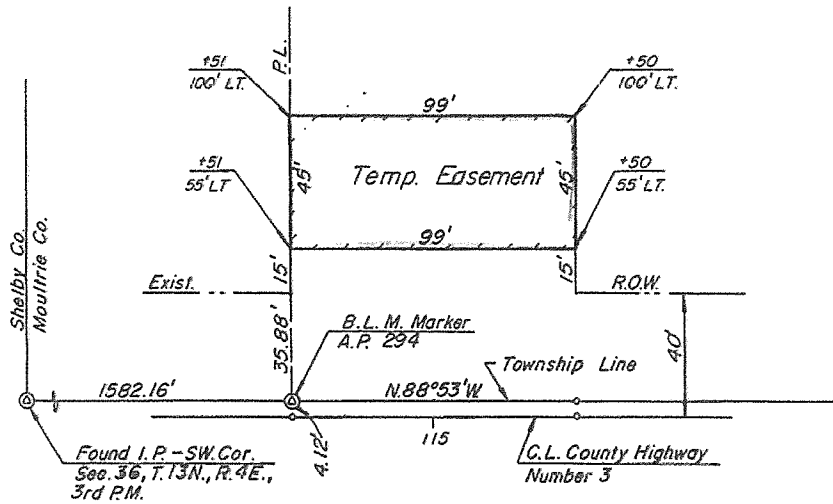 +51
100' LT.
P.L.
+50
100' LT.
99'
+51
55' LT
45'
Temp. Easement
45'
+50
55' LT.
99'
15'
15'
Exist.
R.O.W.
Shelby Co.
Moultrie Co.
35.88'
B.L.M. Marker
A.P. 294
40'
Township Line
1582.16'
N.88°53'W.
4.12'
115
Found I.P.-SW.Cor.
Sec.36, T.13N., R.4E.,
3rd P.M.
C.L. County Highway
Number 3